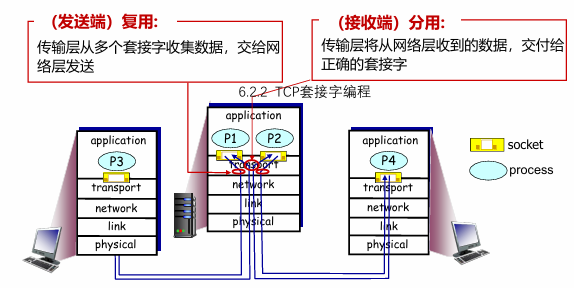 （发送端）复用:
传输层从多个套接字收集数据，交给网
络层发送
（接收端）分用:
传输层将从网络层收到的数据，交付给
正确的套接字
6.2.2 TCP套接字编程
application
P3
transport
network
link
physical
application
P1
P2
transport
network
link
physical
application
P4
transport
network
link
physical
socket
process